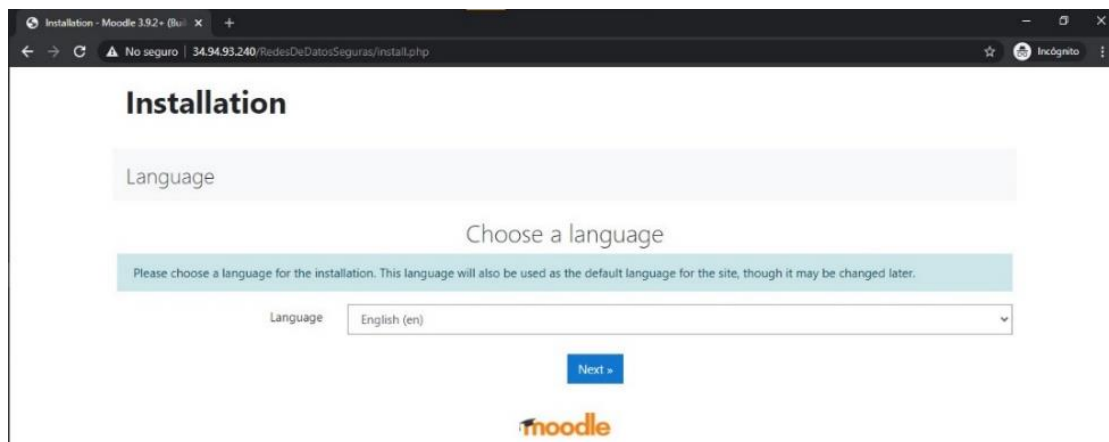 Installation - Moodle 3.9.2+ (Buil
No seguro | 34.94.93.240/RedesDeDatosSeguras/install.php
Incógnito
Installation
Language
Choose a language
Please choose a language for the installation. This language will also be used as the default language for the site, though it may be changed later.
Language English (en)
Next »
moodle